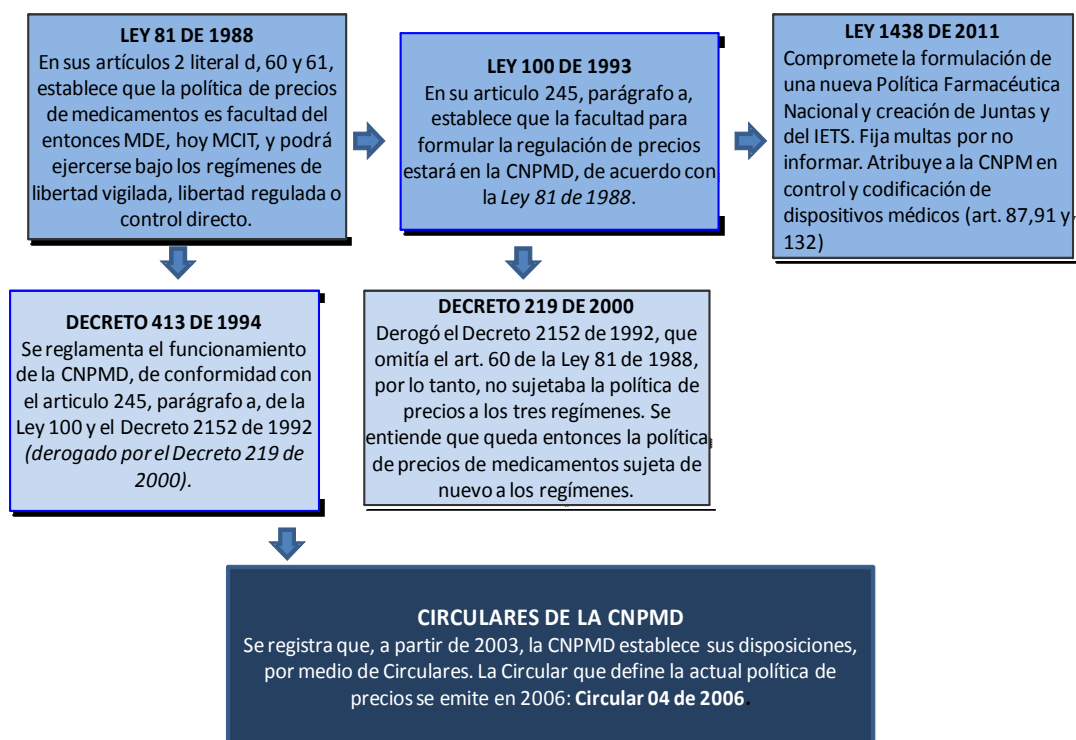 LEY 81 DE 1988
En sus artículos 2 literal d, 60 y 61,
establece que la política de precios
de medicamentos es facultad del
entonces MDE, hoy MCIT, y podrá
ejercerse bajo los regímenes de
libertad vigilada, libertad regulada o
control directo.
LEY 100 DE 1993
En su articulo 245, parágrafo a,
establece que la facultad para
formular la regulación de precios
estará en la CNPMD, de acuerdo con
la Ley 81 de 1988.
LEY 1438 DE 2011
Compromete la formulación de
una nueva Política Farmacéutica
Nacional y creación de Juntas y
del IETS. Fija multas por no
informar. Atribuye a la CNPM en
control y codificación de
dispositivos médicos (art. 87,91 y
132)
DECRETO 413 DE 1994
Se reglamenta el funcionamiento
de la CNPMD, de conformidad con
el articulo 245, parágrafo a, de la
Ley 100 y el Decreto 2152 de 1992
(derogado por el Decreto 219 de
2000).
DECRETO 219 DE 2000
Derogó el Decreto 2152 de 1992, que
omitía el art. 60 de la Ley 81 de 1988,
por lo tanto, no sujetaba la política de
precios a los tres regímenes. Se
entiende que queda entonces la política
de precios de medicamentos sujeta de
nuevo a los regímenes.
CIRCULARES DE LA CNPMD
Se registra que, a partir de 2003, la CNPMD establece sus disposiciones,
por medio de Circulares. La Circular que define la actual política de
precios se emite en 2006: Circular 04 de 2006.